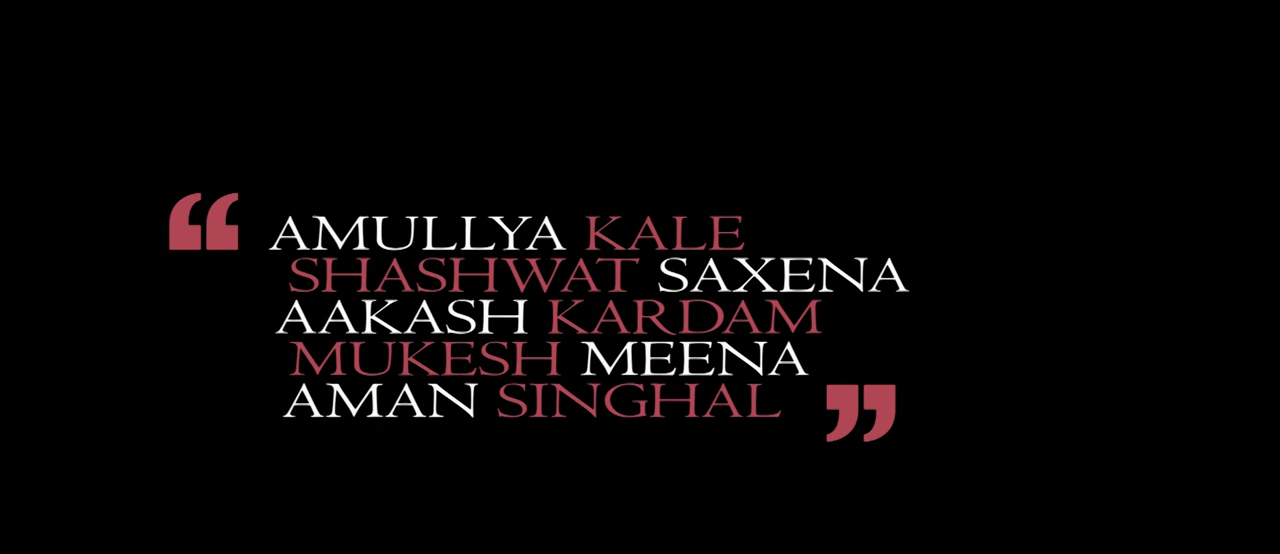 “ AMULLYA KALE
SHASHWAT SAXENA
AAKASH KARDAM
MUKESH MEENA
AMAN SINGHAL ”